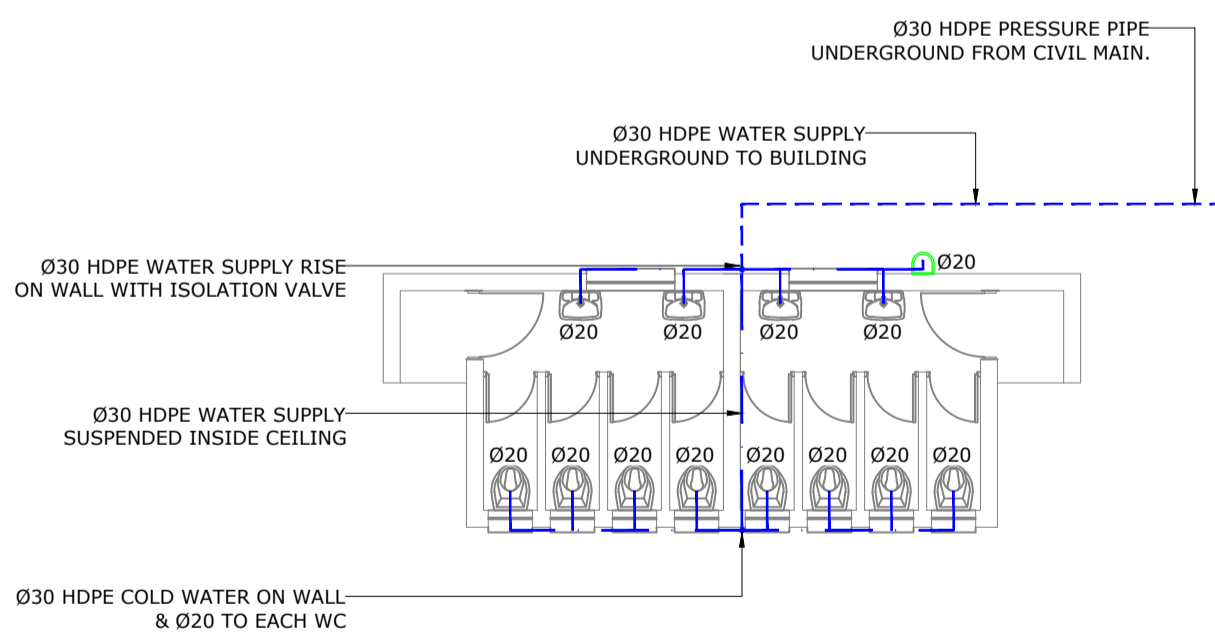 Ø30 HDPE PRESSURE PIPE
UNDERGROUND FROM CIVIL MAIN.
Ø30 HDPE WATER SUPPLY
UNDERGROUND TO BUILDING
Ø30 HDPE WATER SUPPLY RISE
ON WALL WITH ISOLATION VALVE
Ø20
Ø20 Ø20 Ø20 Ø20
Ø30 HDPE WATER SUPPLY
SUSPENDED INSIDE CEILING
Ø20 Ø20 Ø20 Ø20 Ø20 Ø20 Ø20 Ø20
Ø30 HDPE COLD WATER ON WALL
& Ø20 TO EACH WC